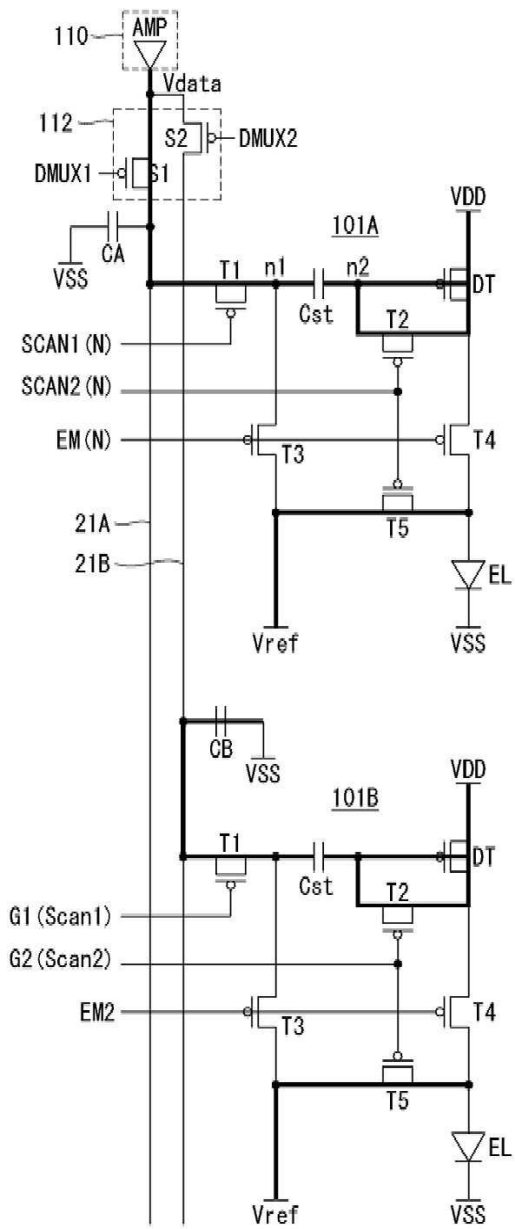 110
AMP
Vdata
112
S2
DMUX2
DMUX1
S1
VDD
CA
101A
VSS
T1
n1
n2
DT
Cst
T2
SCAN1(N)
SCAN2(N)
EM(N)
T3
T4
21A
T5
21B
EL
Vref
VSS
CB
VSS
VDD
101B
T1
DT
Cst
T2
G1(Scan1)
G2(Scan2)
EM2
T3
T4
T5
EL
Vref
VSS